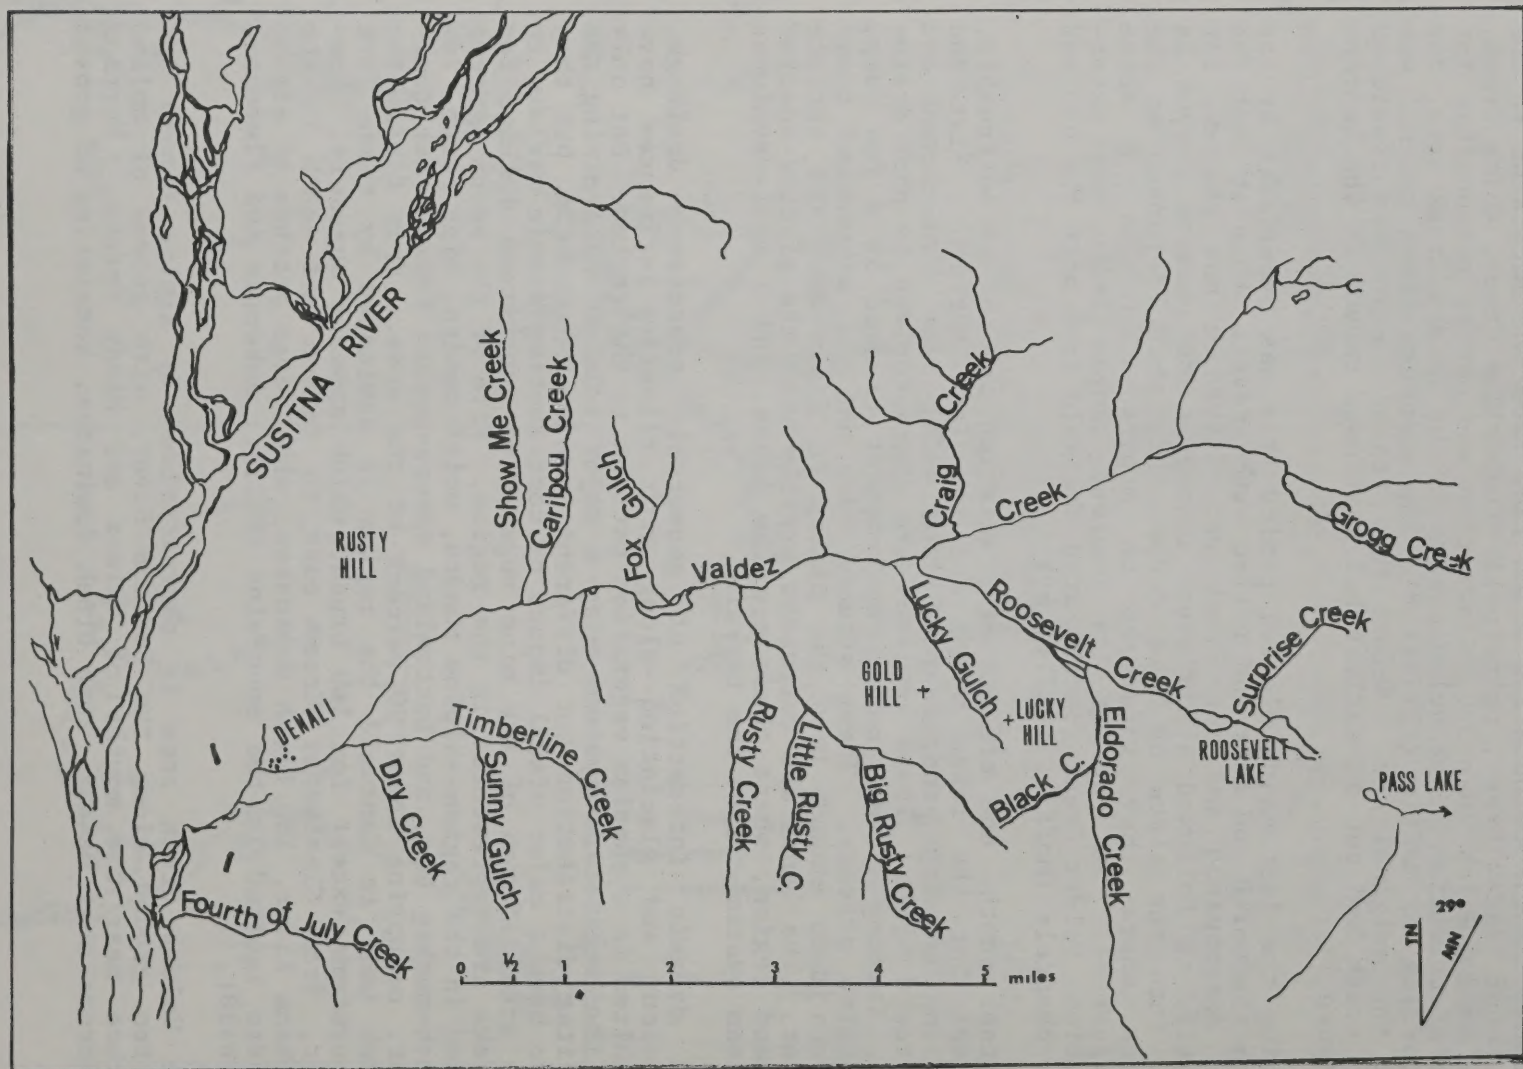 SUSITNA RIVER
Show Me Creek
Caribou Creek
Fox Gulch
RUSTY
HILL
Valdez Creek
Craig Creek
Grogg Creek
Lucky Gulch
Roosevelt Creek
Surprise Creek
GOLD
HILL
LUCKY
HILL
ROOSEVELT
LAKE
PASS LAKE
DENALI
Timberline Creek
Dry Creek
Sunny Gulch
Rusty Creek
Little Rusty C.
Big Rusty Creek
Black C.
Eldorado Creek
Fourth of July Creek
0 1/2 1 2 3 4 5 miles
29°
TN
MN